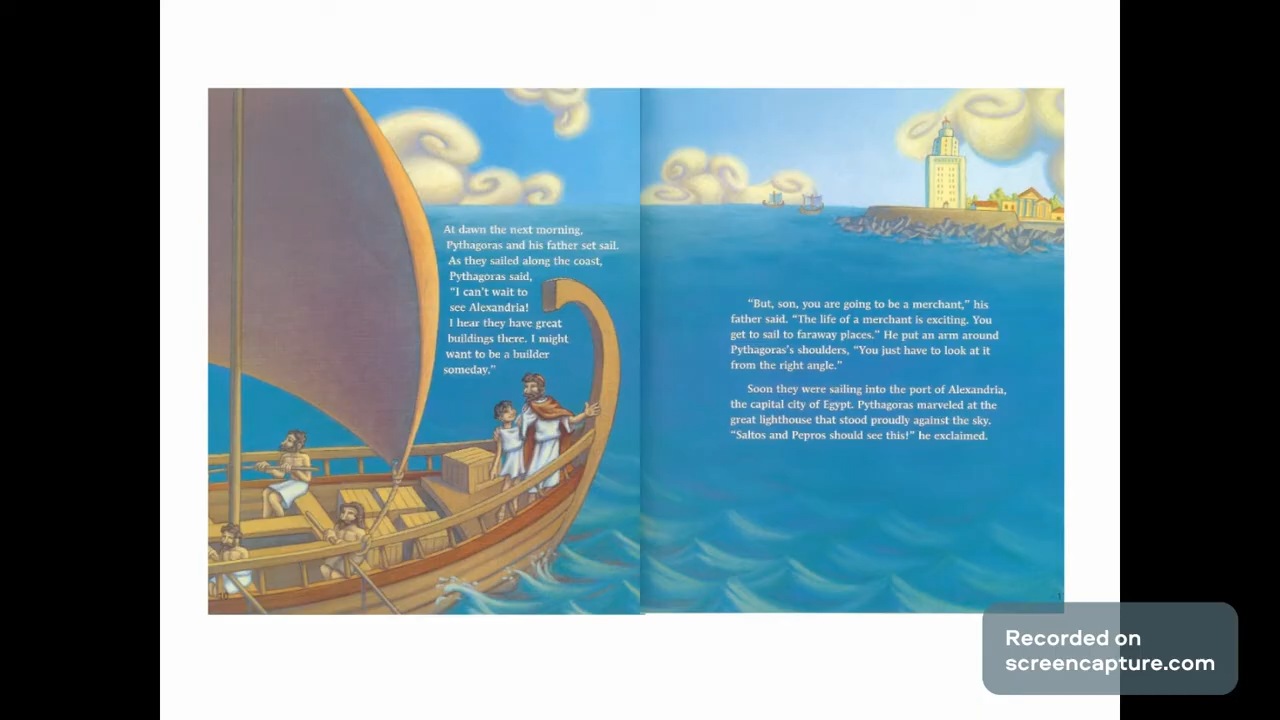 At dawn the next morning,
Pythagoras and his father set sail.
As they sailed along the coast,
Pythagoras said,
“I can't wait to
see Alexandria!
I hear they have great
buildings there. I might
want to be a builder
someday.”
“But, son, you are going to be a merchant,” his
father said. “The life of a merchant is exciting. You
get to sail to faraway places.” He put an arm around
Pythagoras's shoulders, “You just have to look at it
from the right angle.”
Soon they were sailing into the port of Alexandria,
the capital city of Egypt. Pythagoras marveled at the
great lighthouse that stood proudly against the sky.
“Saltos and Pepros should see this!” he exclaimed.
Recorded on
screencapture.com